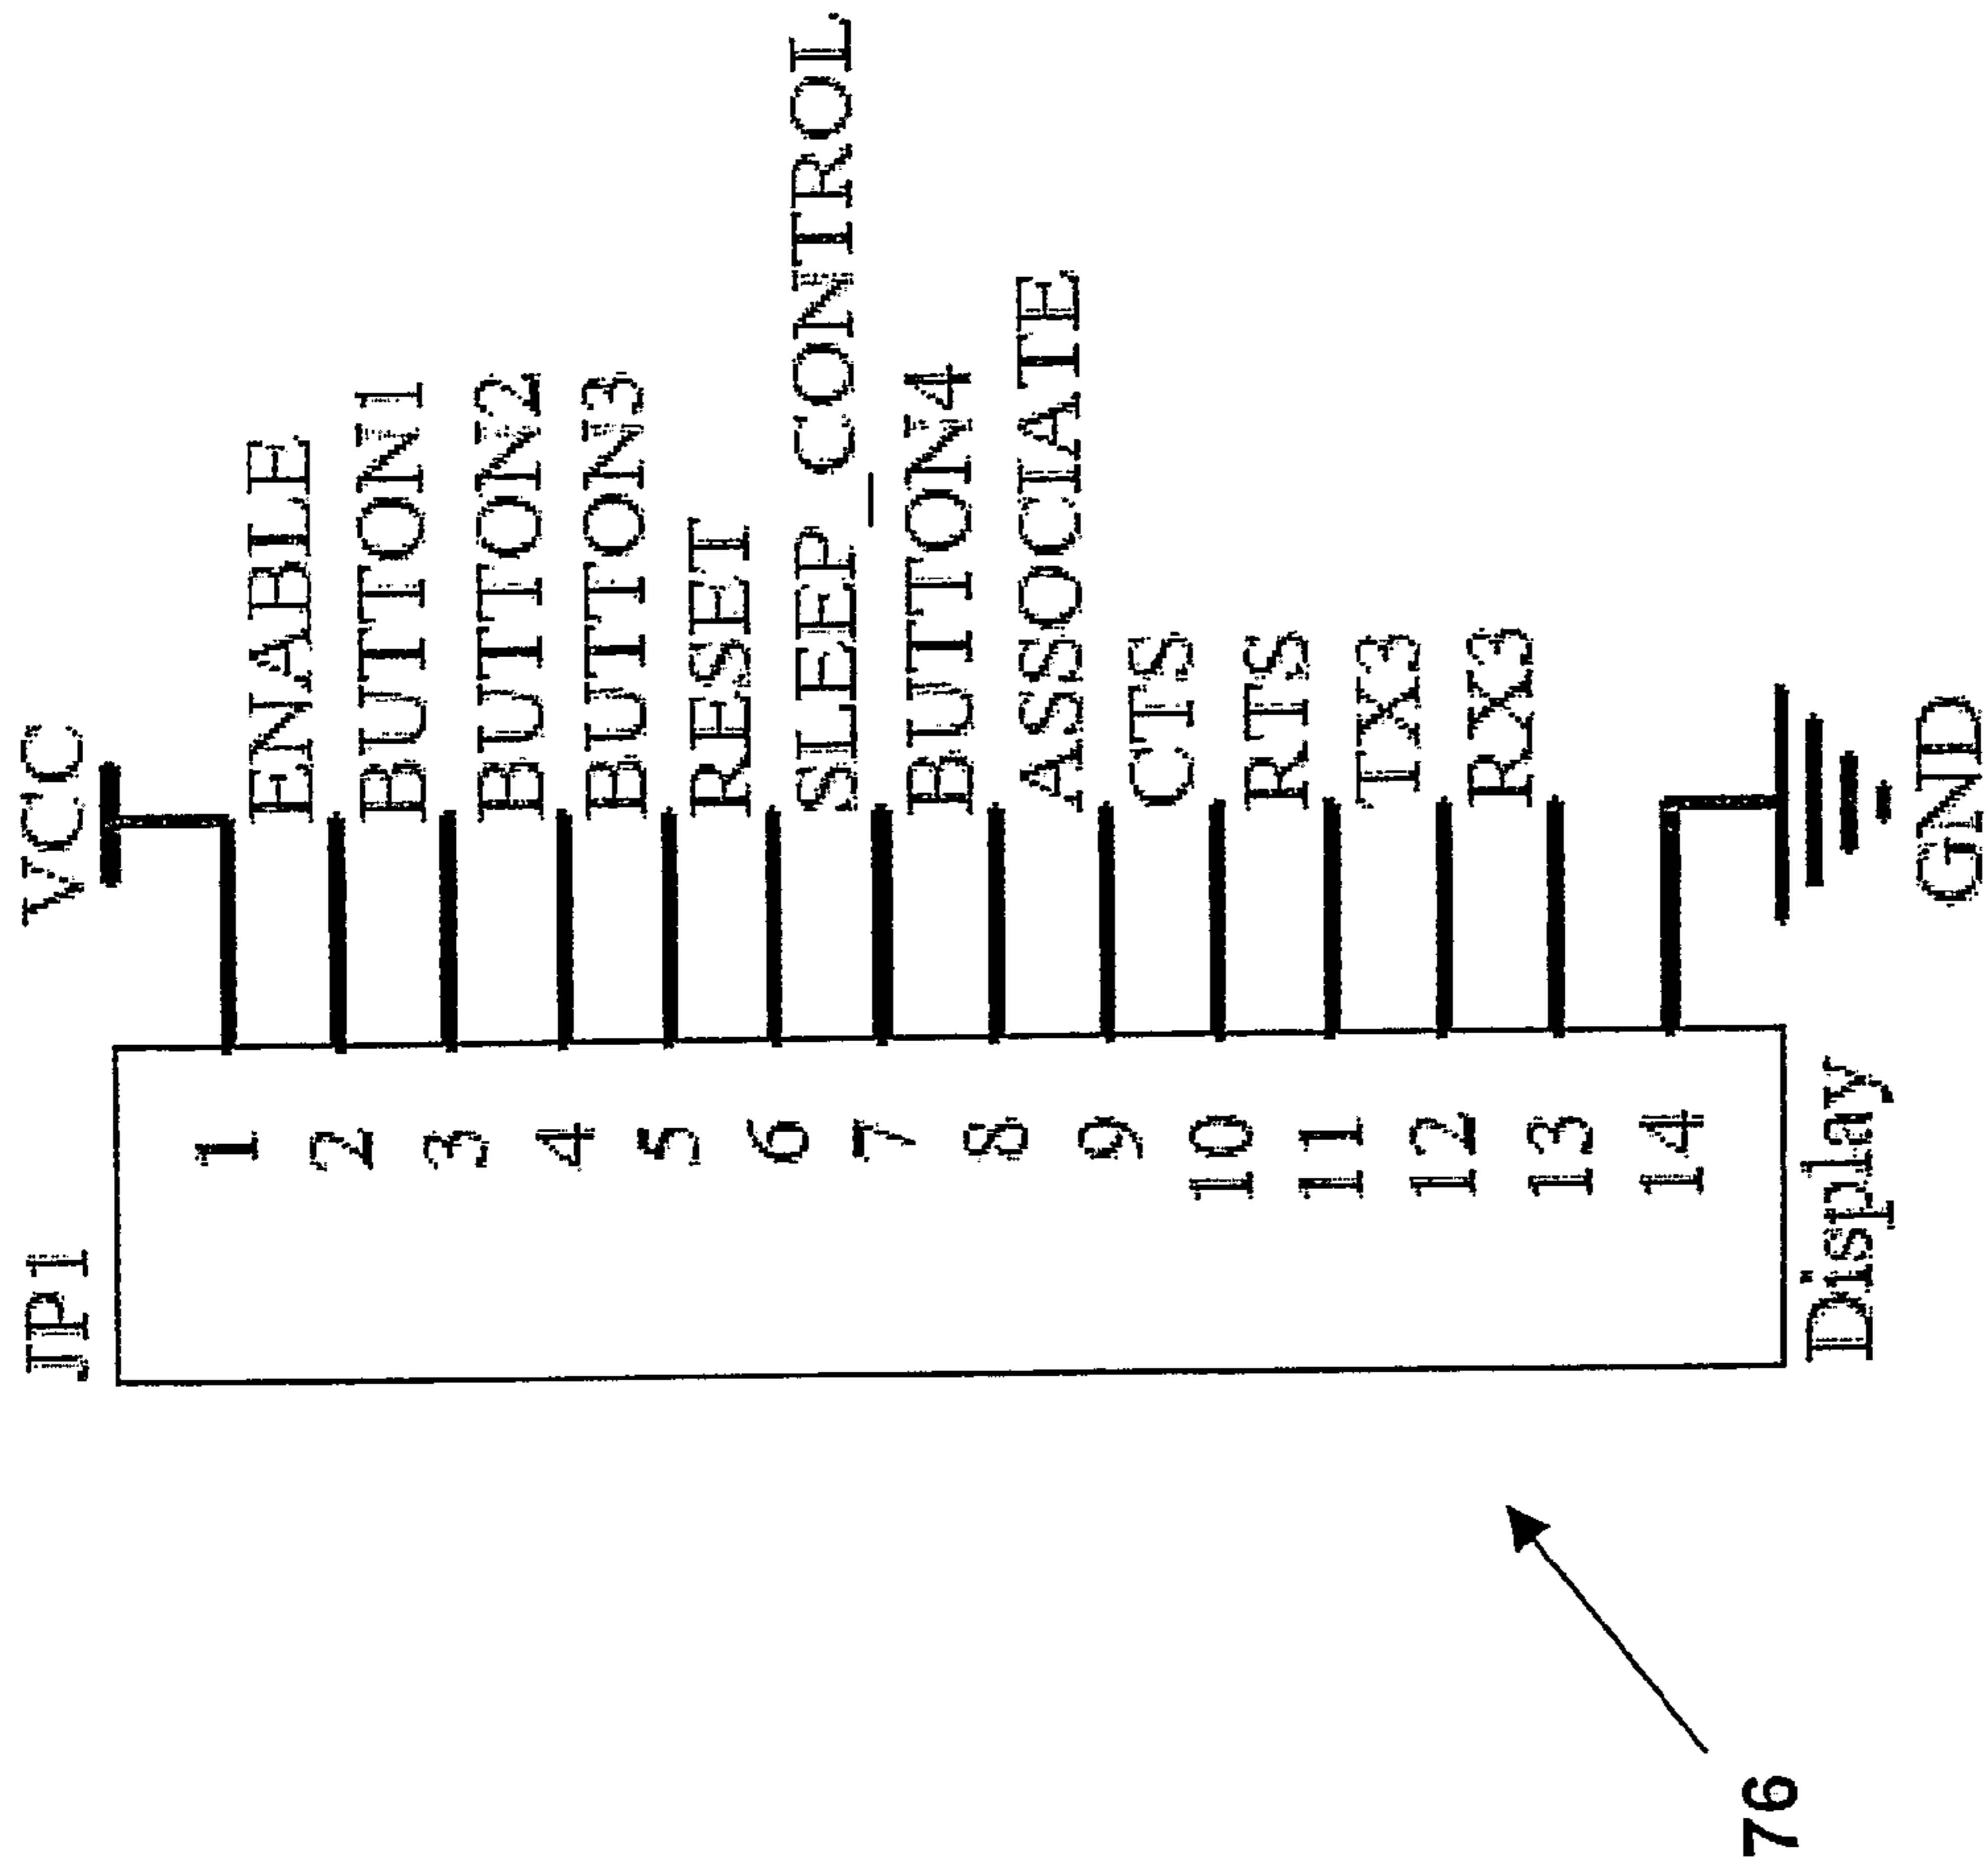 JP1
VCC
1
2
ENABLE
3
BUTTON1
4
BUTTON2
5
BUTTON3
6
RESET
7
SLEEP_CONTROL
8
BUTTON4
9
ASSOCIATE
10
CTS
11
RTS
12
TX3
13
RX3
14
Display
GND
76